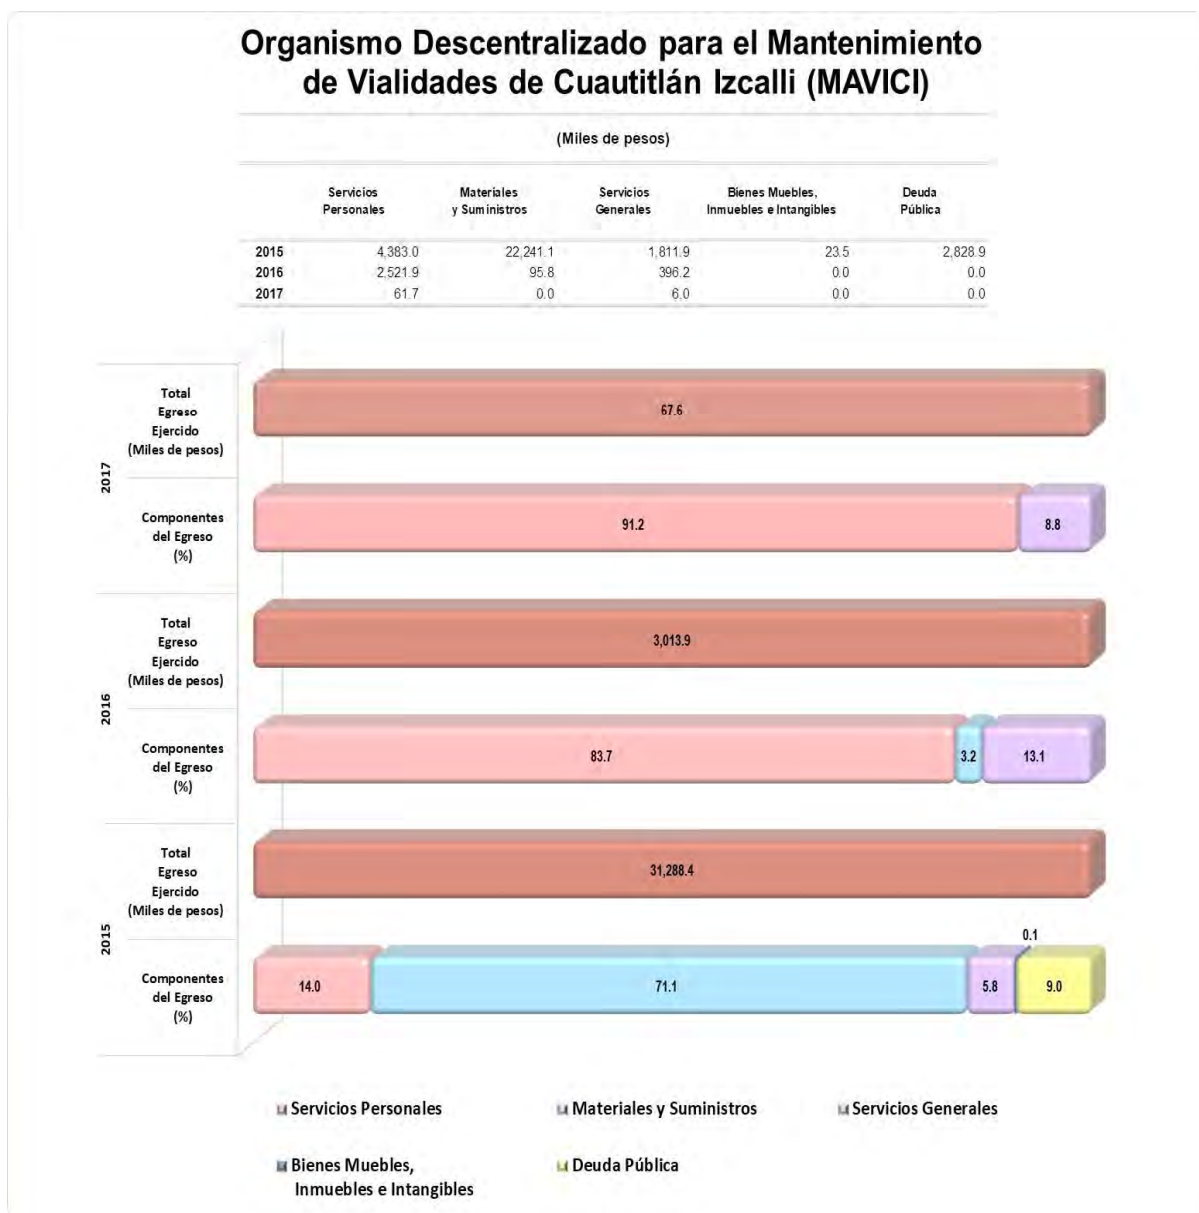 Organismo Descentralizado para el Mantenimiento
de Vialidades de Cuautitlán Izcalli (MAVICI)
(Miles de pesos)
Servicios Personales Materiales y Suministros Servicios Generales Bienes Muebles, Inmuebles e Intangibles Deuda Pública
2015 4,383.0 22,241.1 1,811.9 23.5 2,828.9
2016 2,521.9 95.8 396.2 0.0 0.0
2017 61.7 0.0 6.0 0.0 0.0
2017
Total
Egreso
Ejercido
(Miles de pesos)
67.6
Componentes
del Egreso
(%)
91.2 8.8
2016
Total
Egreso
Ejercido
(Miles de pesos)
3,013.9
Componentes
del Egreso
(%)
83.7 3.2 13.1
2015
Total
Egreso
Ejercido
(Miles de pesos)
31,288.4
Componentes
del Egreso
(%)
14.0 71.1 5.8 0.1 9.0
Servicios Personales Materiales y Suministros Servicios Generales
Bienes Muebles,
Inmuebles e Intangibles
Deuda Pública